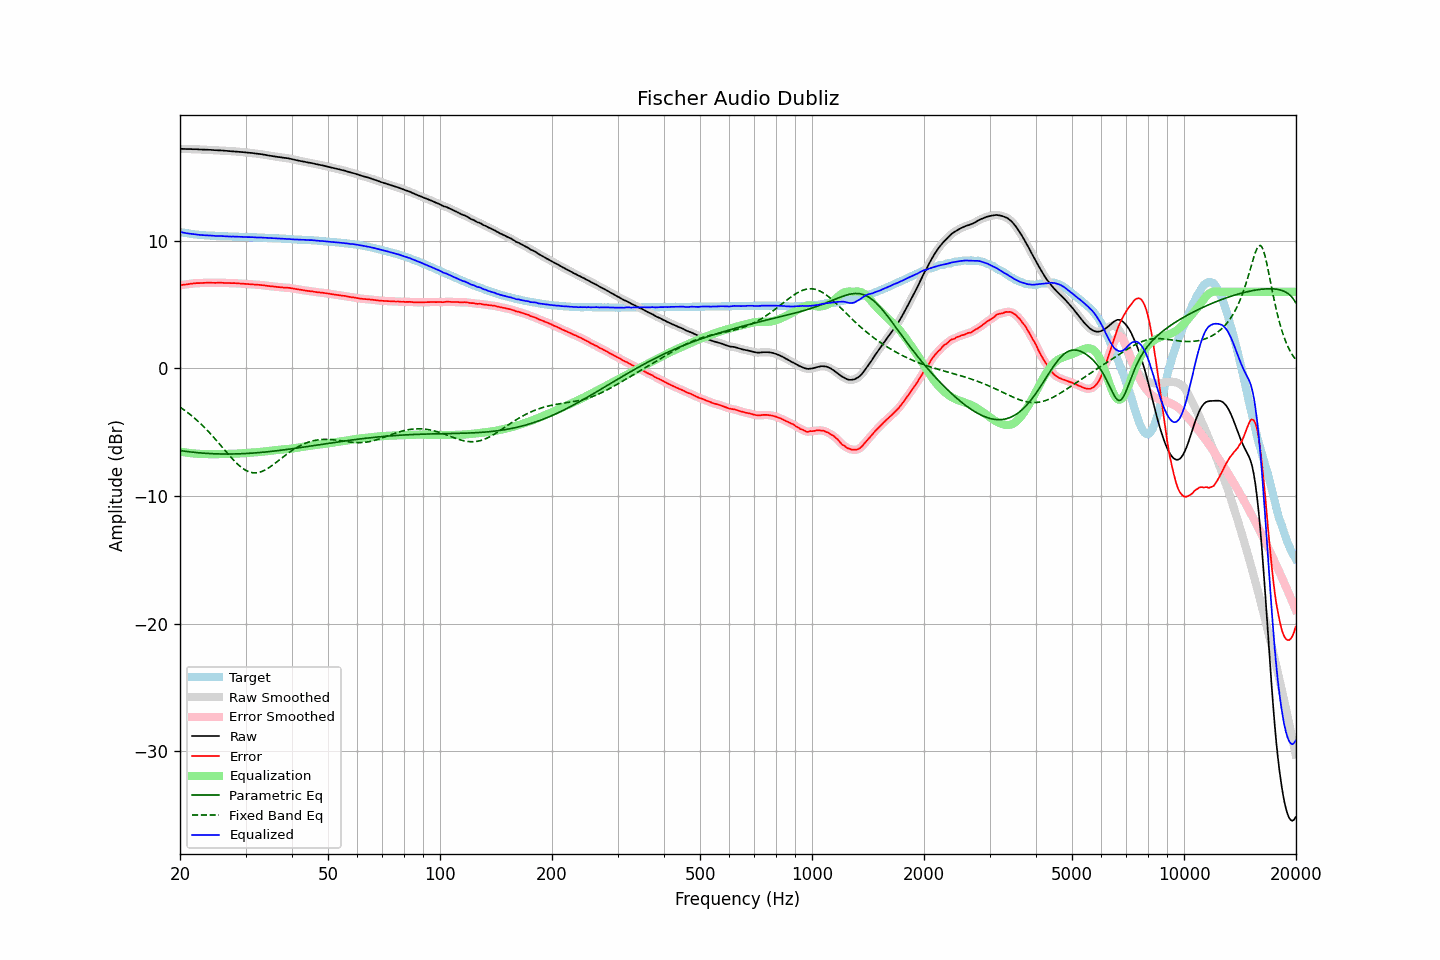 Fischer Audio Dubliz
Amplitude (dBr)
10
0
−10
−20
−30
Target
Raw Smoothed
Error Smoothed
Raw
Error
Equalization
Parametric Eq
Fixed Band Eq
Equalized
20 50 100 200 500 1000 2000 5000 10000 20000
Frequency (Hz)